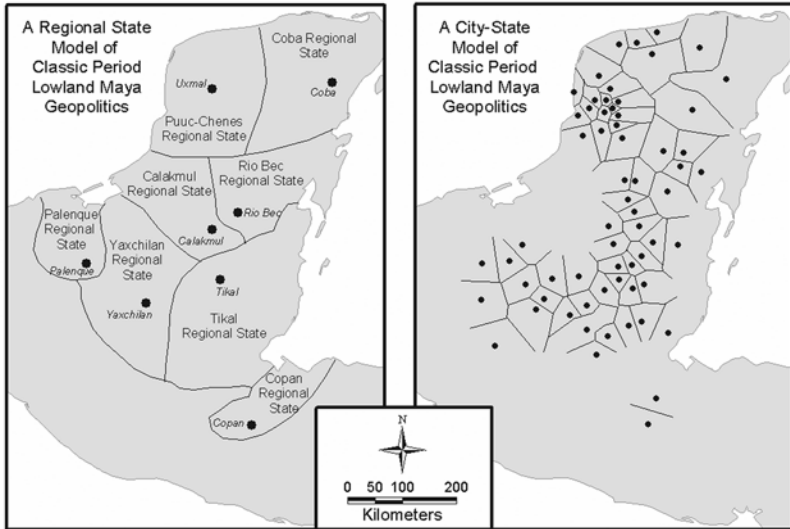 A Regional State
Model of
Classic Period
Lowland Maya
Geopolitics
Coba Regional
State
Uxmal
Coba
Puuc-Chenes
Regional State
Calakmul
Regional State
Rio Bec
Regional State
Rio Bec
Calakmul
Palenque
Regional
State
Palenque
Yaxchilan
Regional
State
Yaxchilan
Tikal
Tikal
Regional State
Copan
Regional
State
Copan
A City-State
Model of
Classic Period
Lowland Maya
Geopolitics
N
0 50 100 200
Kilometers